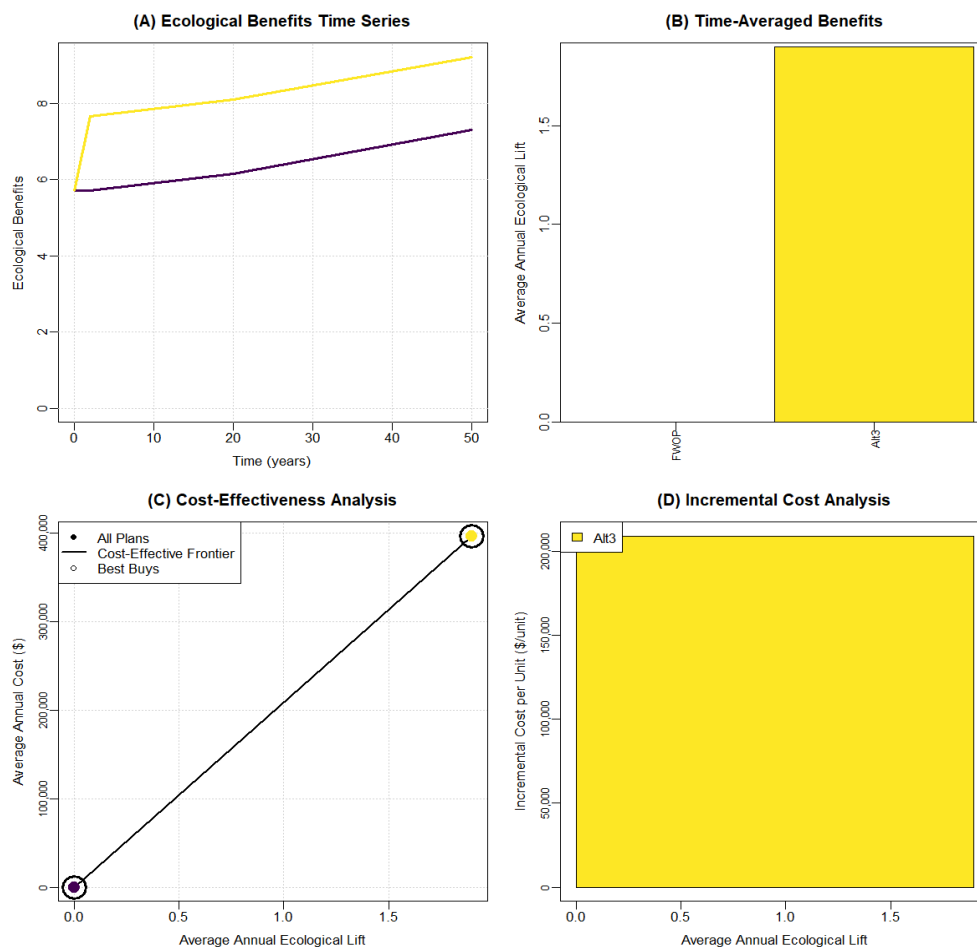 (A) Ecological Benefits Time Series
Ecological Benefits
0
2
4
6
8
0
10
20
30
40
50
Time (years)
(B) Time-Averaged Benefits
Average Annual Ecological Lift
0.0
0.5
1.0
1.5
FWOP
Alt3
(C) Cost-Effectiveness Analysis
All Plans
Cost-Effective Frontier
Best Buys
Average Annual Cost ($)
0
100,000
200,000
300,000
400,000
0.0
0.5
1.0
1.5
Average Annual Ecological Lift
(D) Incremental Cost Analysis
Alt3
Incremental Cost per Unit ($/unit)
0
50,000
100,000
150,000
200,000
0.0
0.5
1.0
1.5
Average Annual Ecological Lift